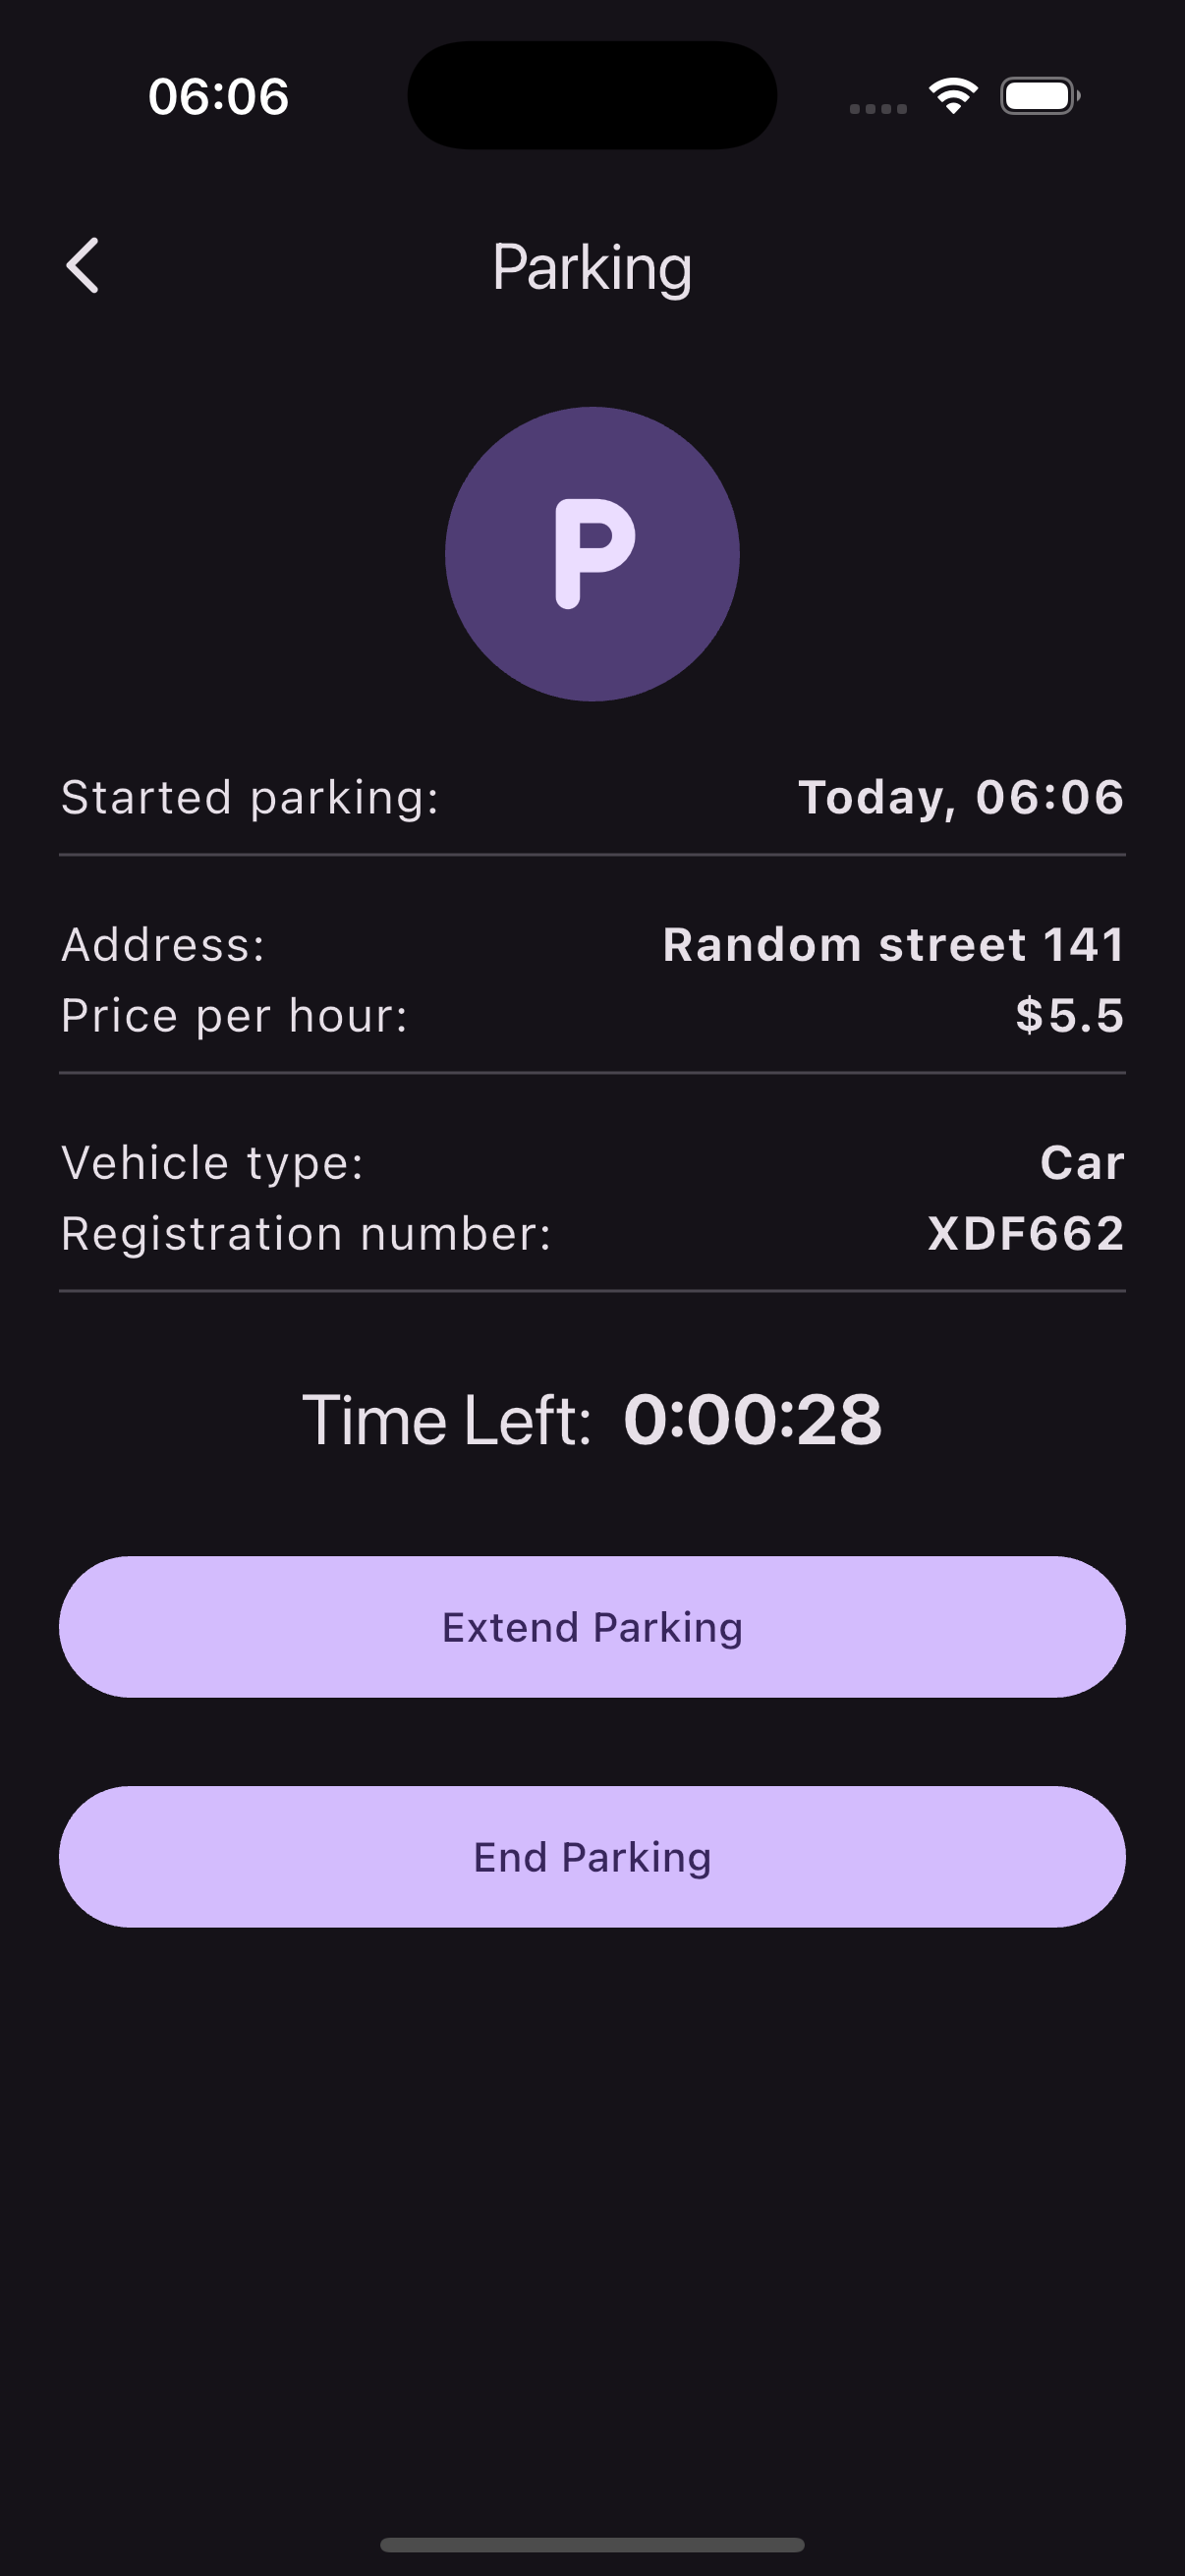 06:06
Parking
P
Started parking: Today, 06:06
Address: Random street 141
Price per hour: $5.5
Vehicle type: Car
Registration number: XDF662
Time Left: 0:00:28
Extend Parking
End Parking